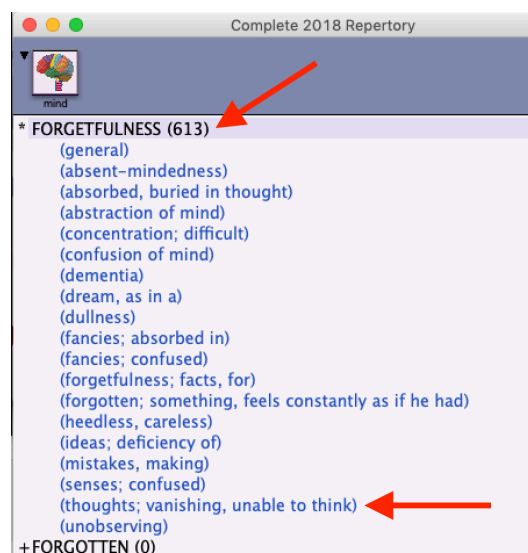 Complete 2018 Repertory
mind
* FORGETFULNESS (613)
(general)
(absent-mindedness)
(absorbed, buried in thought)
(abstraction of mind)
(concentration; difficult)
(confusion of mind)
(dementia)
(dream, as in a)
(dullness)
(fancies; absorbed in)
(fancies; confused)
(forgetfulness; facts, for)
(forgotten; something, feels constantly as if he had)
(heedless, careless)
(ideas; deficiency of)
(mistakes, making)
(senses; confused)
(thoughts; vanishing, unable to think)
(unobserving)
+FORGOTTEN (0)